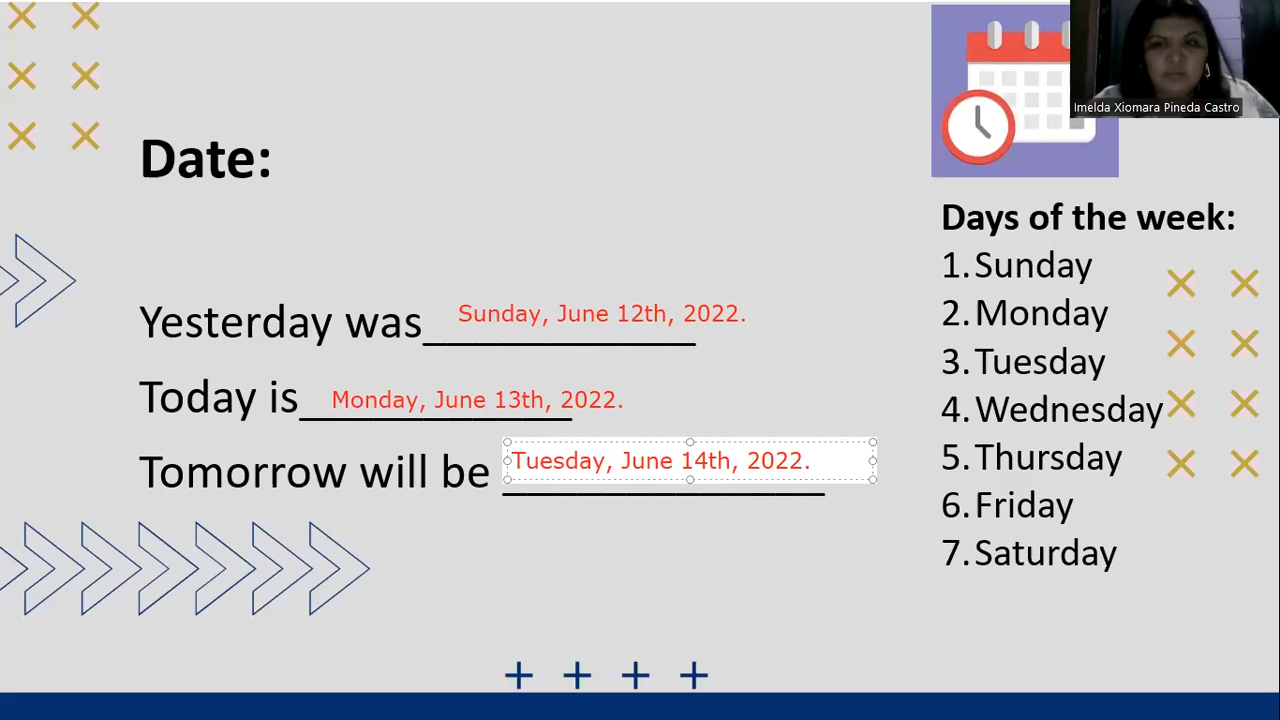 Imelda Xiomara Pineda Castro
Date:
Yesterday was Sunday, June 12th, 2022.
Today is Monday, June 13th, 2022.
Tomorrow will be Tuesday, June 14th, 2022.
Days of the week:
1. Sunday
2. Monday
3. Tuesday
4. Wednesday
5. Thursday
6. Friday
7. Saturday